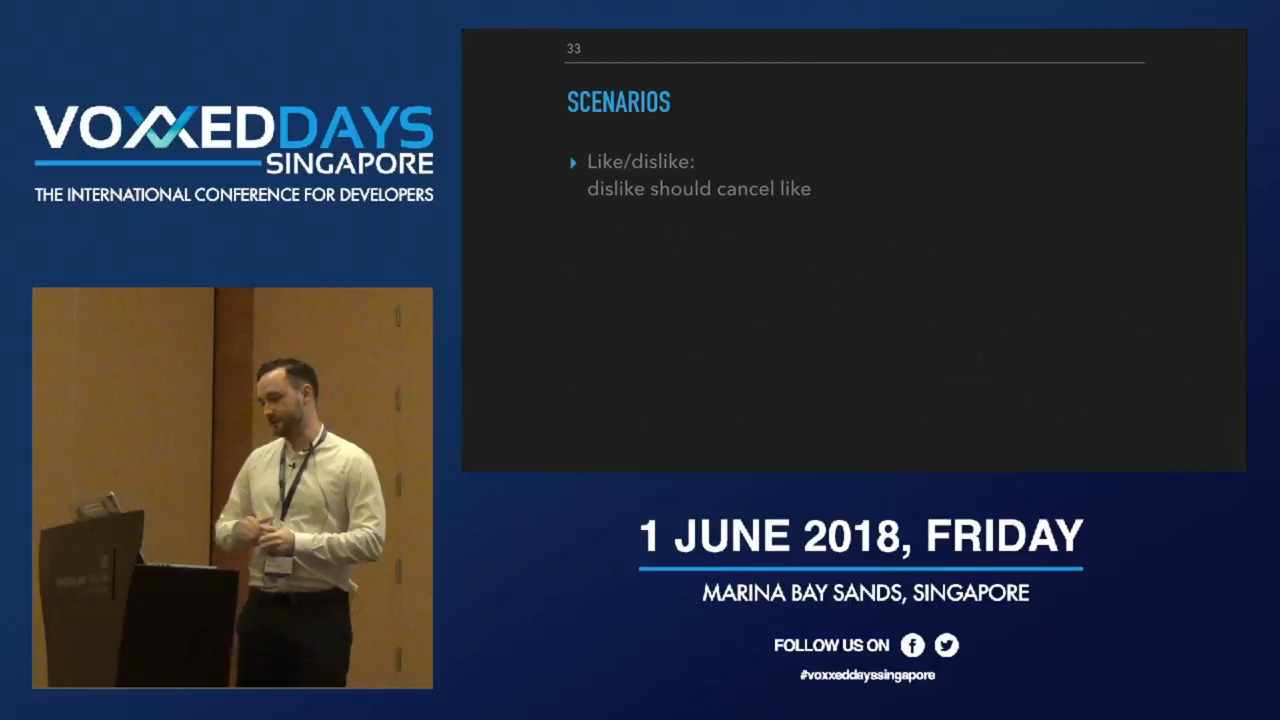 VOXXEDDAYS
SINGAPORE
THE INTERNATIONAL CONFERENCE FOR DEVELOPERS
33
SCENARIOS
Like/dislike:
dislike should cancel like
1 JUNE 2018, FRIDAY
MARINA BAY SANDS, SINGAPORE
FOLLOW US ON
#voxxeddayssingapore